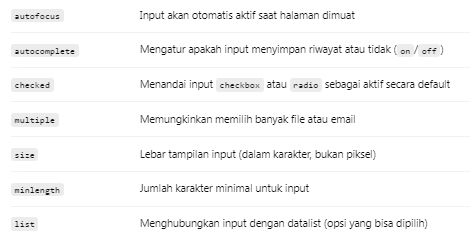 autofocus Input akan otomatis aktif saat halaman dimuat
autocomplete Mengatur apakah input menyimpan riwayat atau tidak ( on / off )
checked Menandai input checkbox atau radio sebagai aktif secara default
multiple Memungkinkan memilih banyak file atau email
size Lebar tampilan input (dalam karakter, bukan piksel)
minlength Jumlah karakter minimal untuk input
list Menghubungkan input dengan datalist (opsi yang bisa dipilih)